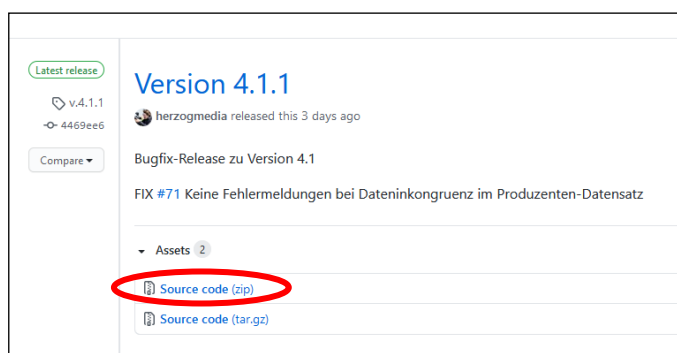 Latest release
v.4.1.1
4469ee6
Compare
Version 4.1.1
herzogmedia released this 3 days ago
Bugfix-Release zu Version 4.1
FIX #71 Keine Fehlermeldungen bei Dateninkongruenz im Produzenten-Datensatz
Assets 2
Source code (zip)
Source code (tar.gz)